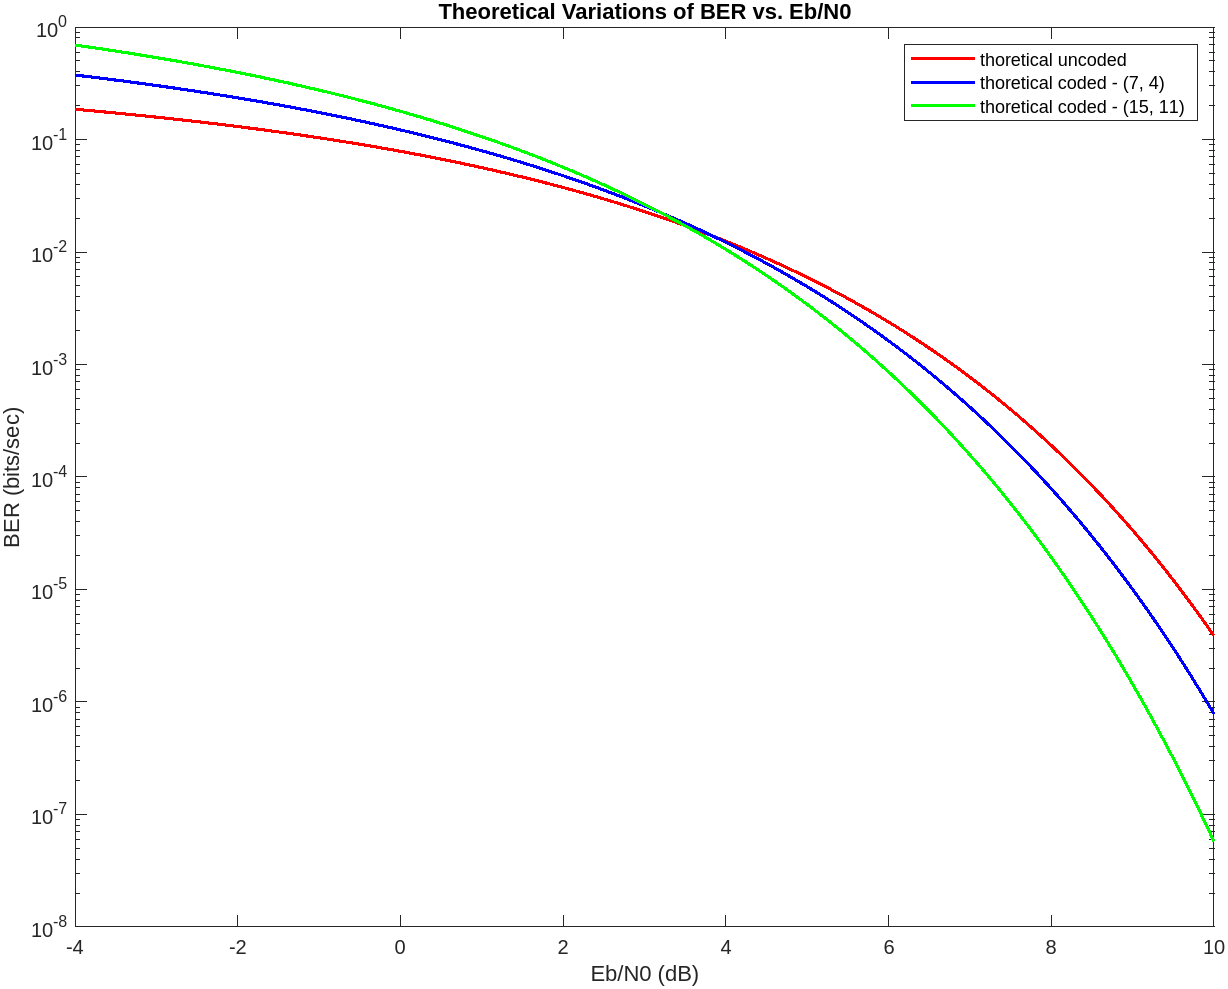 Theoretical Variations of BER vs. Eb/N0
thoretical uncoded
thoretical coded - (7, 4)
thoretical coded - (15, 11)
BER (bits/sec)
10^0
10^-1
10^-2
10^-3
10^-4
10^-5
10^-6
10^-7
10^-8
-4 -2 0 2 4 6 8 10
Eb/N0 (dB)